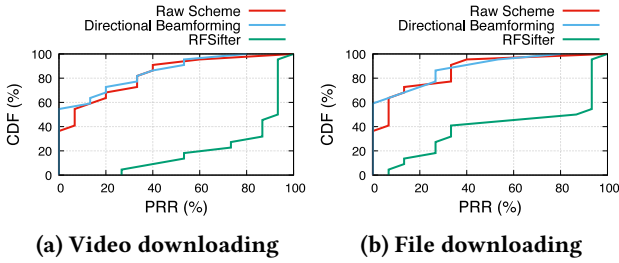 Raw Scheme
Directional Beamforming
RFSifter
CDF (%)
100
80
60
40
20
0
0 20 40 60 80 100
PRR (%)
(a) Video downloading
Raw Scheme
Directional Beamforming
RFSifter
CDF (%)
100
80
60
40
20
0
0 20 40 60 80 100
PRR (%)
(b) File downloading